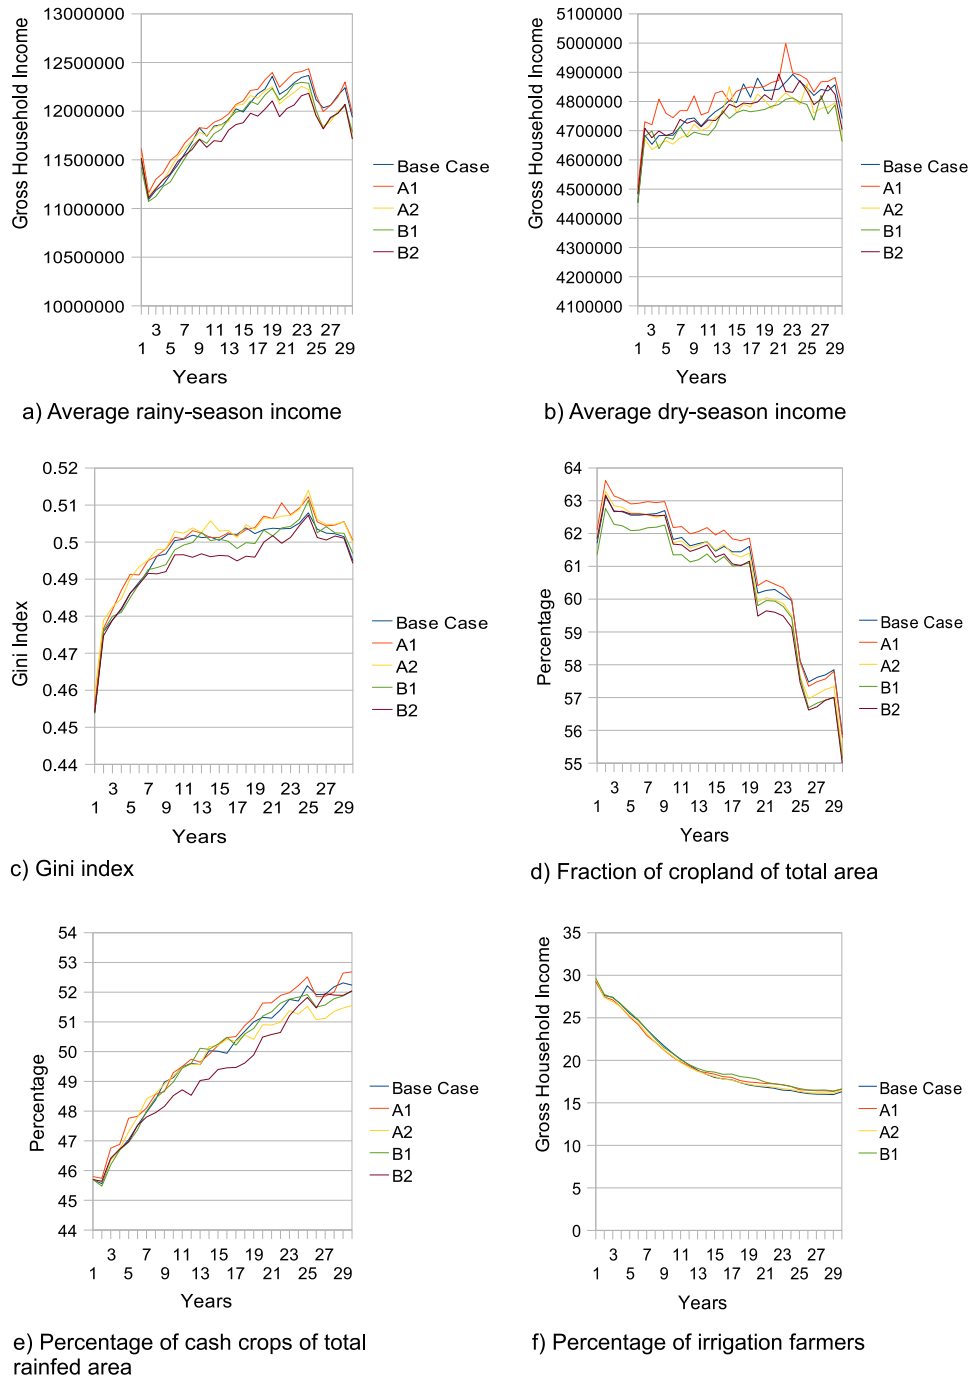 13000000
12500000
12000000
11500000
11000000
10500000
10000000
Gross Household Income
3 7 11 15 19 23 27
1 5 9 13 17 21 25 29
Years
Base Case
A1
A2
B1
B2
a) Average rainy-season income
5100000
5000000
4900000
4800000
4700000
4600000
4500000
4400000
4300000
4200000
4100000
Gross Household Income
3 7 11 15 19 23 27
1 5 9 13 17 21 25 29
Years
Base Case
A1
A2
B1
B2
b) Average dry-season income
0.52
0.51
0.5
0.49
0.48
0.47
0.46
0.45
0.44
Gini Index
3 7 11 15 19 23 27
1 5 9 13 17 21 25 29
Years
Base Case
A1
A2
B1
B2
c) Gini index
64
63
62
61
60
59
58
57
56
55
Percentage
3 7 11 15 19 23 27
1 5 9 13 17 21 25 29
Years
Base Case
A1
A2
B1
B2
d) Fraction of cropland of total area
54
53
52
51
50
49
48
47
46
45
44
Percentage
3 7 11 15 19 23 27
1 5 9 13 17 21 25 29
Years
Base Case
A1
A2
B1
B2
e) Percentage of cash crops of total
rainfed area
35
30
25
20
15
10
5
0
Gross Household Income
3 7 11 15 19 23 27
1 5 9 13 17 21 25 29
Years
Base Case
A1
A2
B1
f) Percentage of irrigation farmers